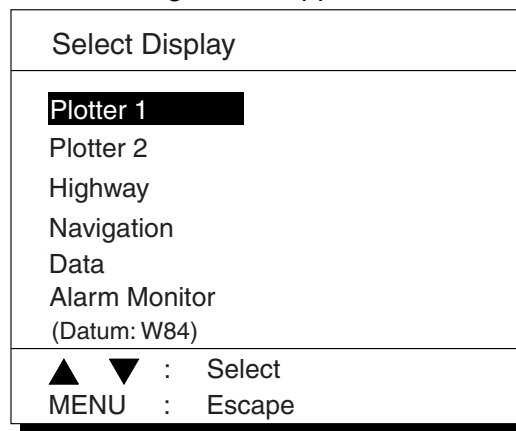 Select Display
Plotter 1
Plotter 2
Highway
Navigation
Data
Alarm Monitor
(Datum: W84)
▲ ▼ : Select
MENU : Escape